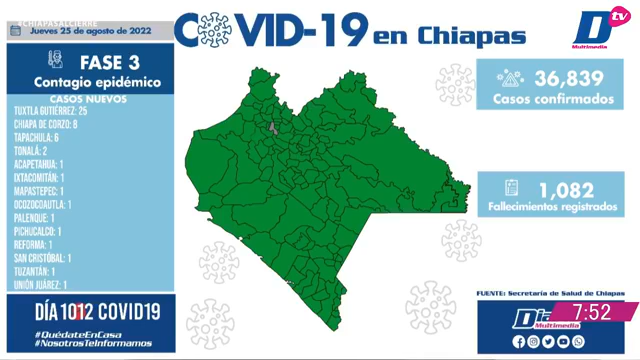 #CHIAPASALCIERRE
Jueves 25 de agosto de 2022
COVID-19 en Chiapas
D tv
Multimedia
FASE 3
Contagio epidémico
CASOS NUEVOS
TUXTLA GUTIÉRREZ: 25
CHIAPA DE CORZO: 8
TAPACHULA: 6
TONALÁ: 2
ACAPETAHUA: 1
IXTACOMITÁN: 1
MAPASTEPEC: 1
OCOZOCOAUTLA: 1
PALENQUE: 1
PICHUCALCO: 1
REFORMA: 1
SAN CRISTÓBAL: 1
TUZANTÁN: 1
UNIÓN JUÁREZ: 1
36,839
Casos confirmados
1,082
Fallecimientos registrados
DÍA 1012 COVID19
#QuédateEnCasa
#NosotrosTeInformamos
FUENTE: Secretaría de Salud de Chiapas
7:52
Multimedia